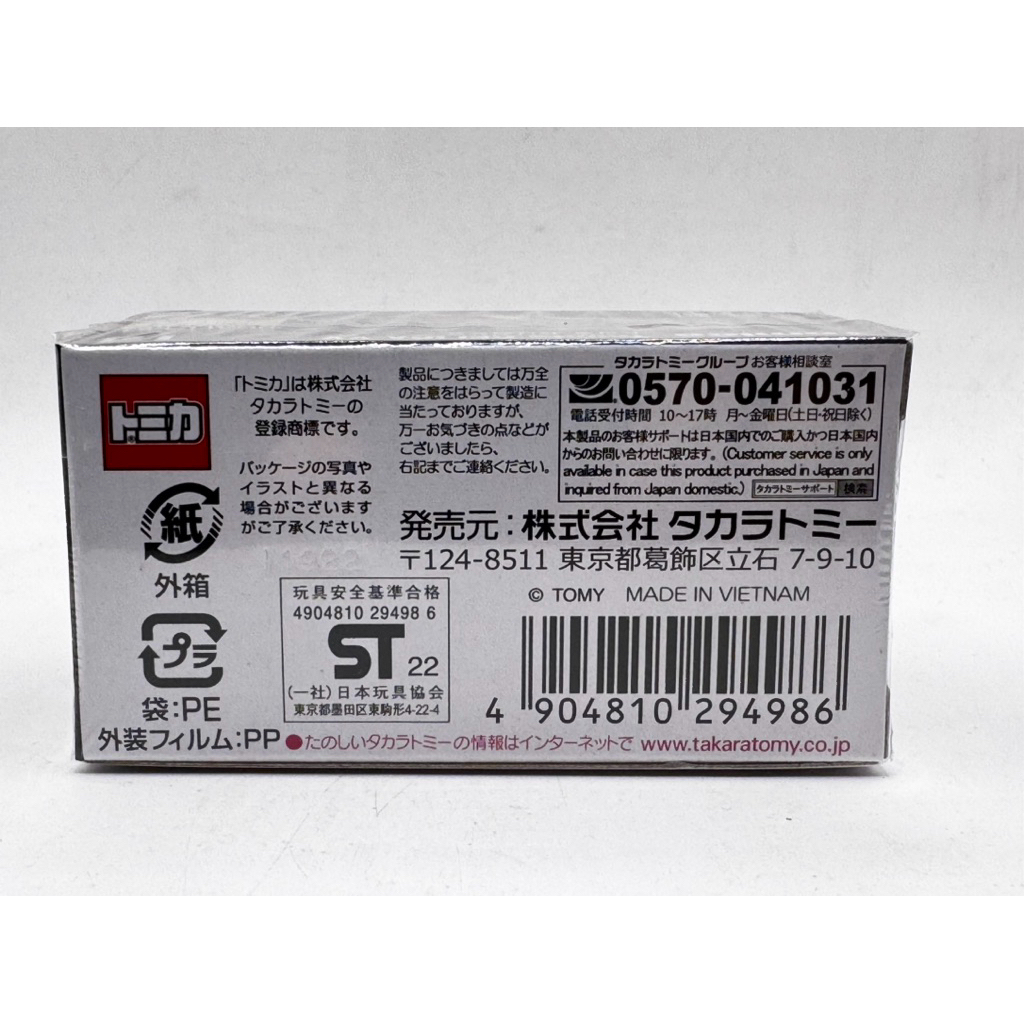 トミカ
®
「トミカ」は株式会社
タカラトミーの
登録商標です。
パッケージの写真や
イラストと異なる
場合がございます
がご了承ください。
製品につきましては万全
の注意をはらって製造に
当たっておりますが、
万一お気づきの点などが
ございましたら、
右記までご連絡ください。
タカラトミーグループ お客様相談室
0570-041031
電話受付時間 10〜17時 月〜金曜日(土日・祝日除く)
本製品のお客様サポートは日本国内でのご購入かつ日本国内
からのお問い合わせに限ります。(Customer service is only
available in case this product purchased in Japan and
inquired from Japan domestic.) タカラトミーサポート 検索
発売元:株式会社 タカラトミー
〒124-8511 東京都葛飾区立石 7-9-10
紙
外箱
プラ
袋:PE
外装フィルム:PP
玩具安全基準合格
4904810 29498 6
ST 22
(一社)日本玩具協会
東京都墨田区東駒形4-22-4
© TOMY MADE IN VIETNAM
4 904810 294986
●たのしいタカラトミーの情報はインターネットで www.takaratomy.co.jp